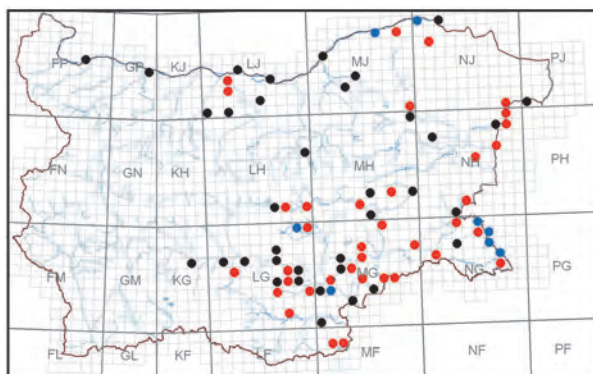 FP GP KJ LJ MJ NJ PJ
FN GN KH LH MH NH PH
FM GM KG LG MG NG PG
FL GL KF LF MF NF PF